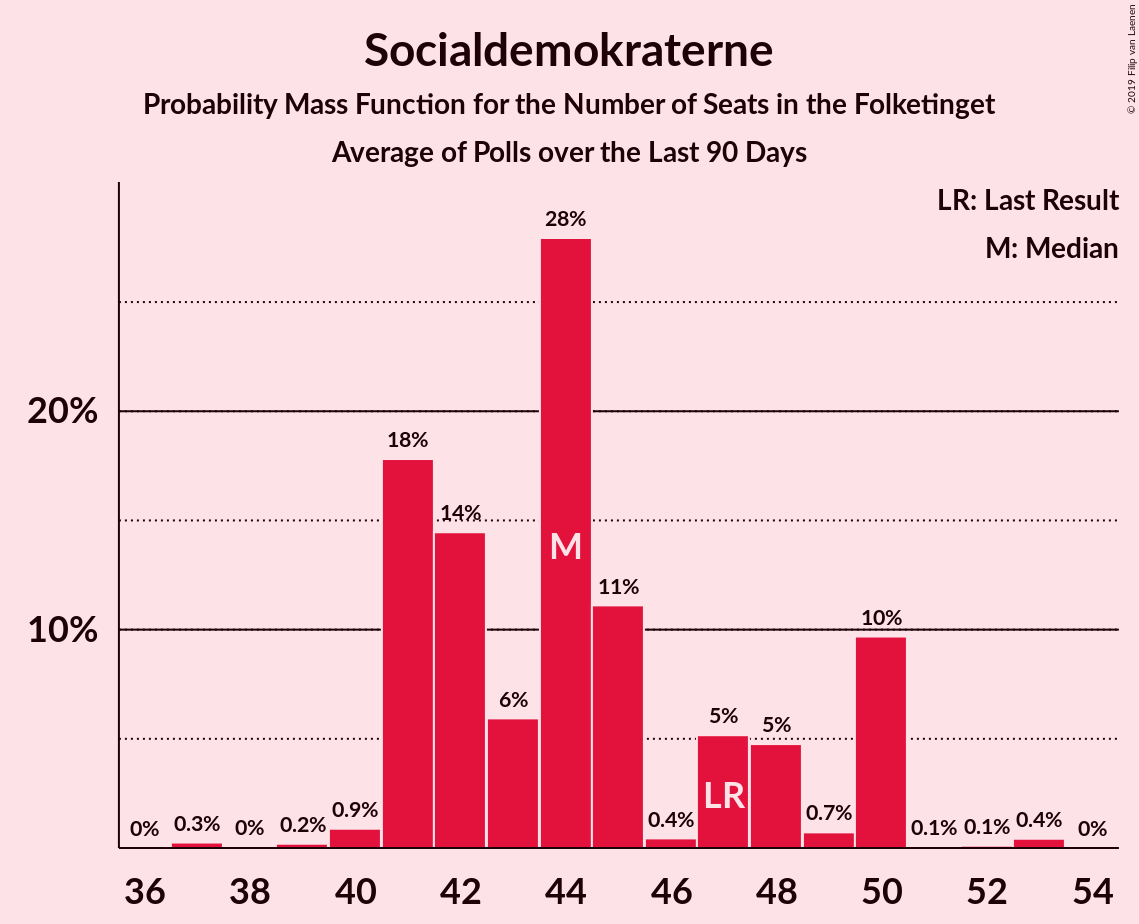 Socialdemokraterne
Probability Mass Function for the Number of Seats in the Folketinget
Average of Polls over the Last 90 Days
© 2019 Filip van Laenen
LR: Last Result
M: Median
20%
10%
0%
0.3%
0%
0.2%
0.9%
18%
14%
6%
28%
11%
0.4%
5%
5%
0.7%
10%
0.1%
0.1%
0.4%
0%
M
LR
36 38 40 42 44 46 48 50 52 54